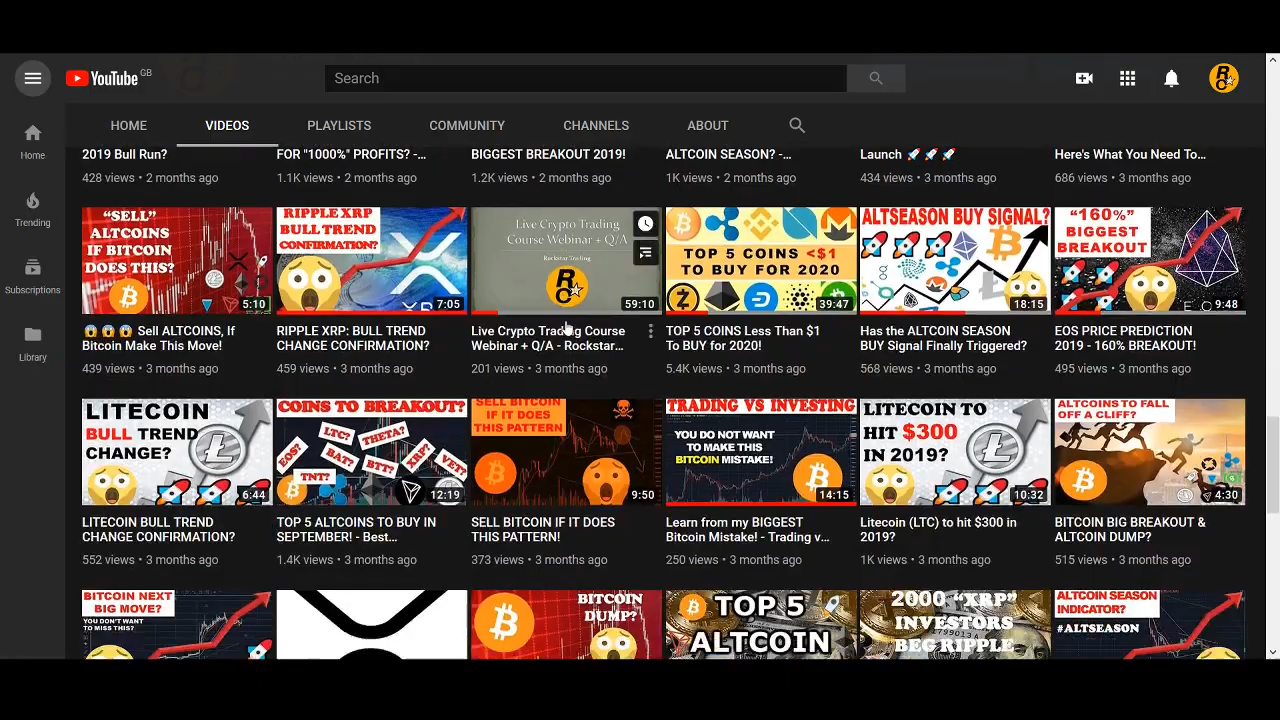 YouTube GB
Search
HOME
VIDEOS
PLAYLISTS
COMMUNITY
CHANNELS
ABOUT
Home
Trending
Subscriptions
Library
2019 Bull Run?
428 views • 2 months ago
FOR "1000%" PROFITS? -...
1.1K views • 2 months ago
BIGGEST BREAKOUT 2019!
1.2K views • 2 months ago
ALTCOIN SEASON? -...
1K views • 2 months ago
Launch 🚀🚀🚀
434 views • 3 months ago
Here's What You Need To...
686 views • 3 months ago
"SELL"
ALTCOINS IF
BITCOIN
DOES THIS?
5:10
😱😱😱 Sell ALTCOINS, If
Bitcoin Make This Move!
439 views • 3 months ago
RIPPLE XRP
BULL TREND
CONFIRMATION?
7:05
RIPPLE XRP: BULL TREND
CHANGE CONFIRMATION?
459 views • 3 months ago
Live Crypto Trading
Course Webinar + Q/A
Rockstar Trading
59:10
Live Crypto Trading Course
Webinar + Q/A - Rockstar...
201 views • 3 months ago
TOP 5 COINS <$1
TO BUY FOR 2020
39:47
TOP 5 COINS Less Than $1
To BUY for 2020!
5.4K views • 3 months ago
ALTSEASON BUY SIGNAL?
18:15
Has the ALTCOIN SEASON
BUY Signal Finally Triggered?
568 views • 3 months ago
"160%"
BIGGEST
BREAKOUT
9:48
EOS PRICE PREDICTION
2019 - 160% BREAKOUT!
495 views • 3 months ago
LITECOIN
BULL TREND
CHANGE?
6:44
LITECOIN BULL TREND
CHANGE CONFIRMATION?
552 views • 3 months ago
COINS TO BREAKOUT?
LTC?
THETA?
EOS?
BAT?
BTT?
XRP?
VET?
TNT?
12:19
TOP 5 ALTCOINS TO BUY IN
SEPTEMBER! - Best...
1.4K views • 3 months ago
SELL BITCOIN
IF IT DOES
THIS PATTERN!
9:50
SELL BITCOIN IF IT DOES
THIS PATTERN!
373 views • 3 months ago
TRADING VS INVESTING
YOU DO NOT WANT
TO MAKE THIS
BITCOIN MISTAKE!
14:15
Learn from my BIGGEST
Bitcoin Mistake! - Trading v...
250 views • 3 months ago
LITECOIN TO
HIT $300
IN 2019?
10:32
Litecoin (LTC) to hit $300 in
2019?
1K views • 3 months ago
ALTCOINS TO FALL
OFF A CLIFF?
4:30
BITCOIN BIG BREAKOUT &
ALTCOIN DUMP?
515 views • 3 months ago
BITCOIN NEXT
BIG MOVE?
YOU DON'T WANT
TO MISS THIS?
BITCOIN
DUMP?
TOP 5
ALTCOIN
2000 "XRP"
INVESTORS
BEG RIPPLE
ALTCOIN SEASON
INDICATOR?
#ALTSEASON